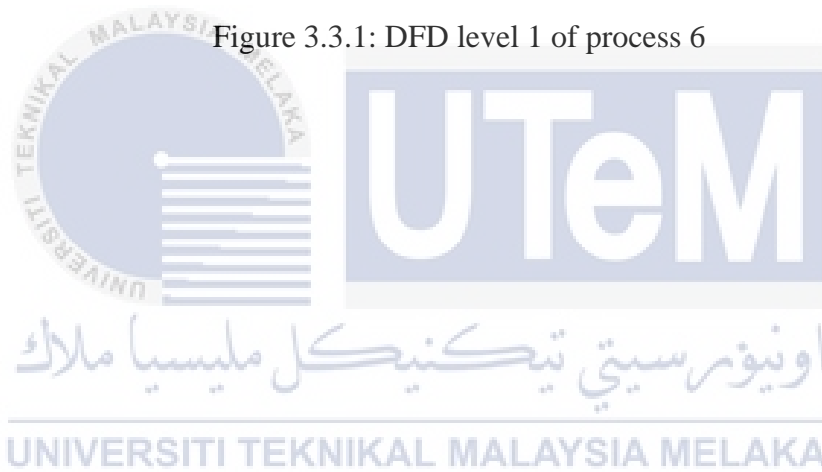 Figure 3.3.1: DFD level 1 of process 6
UNIVERSITI TEKNIKAL MALAYSIA MELAKA
UTeM
اونيۏرسيتي تيكنيكل مليسيا ملاك
UNIVERSITI TEKNIKAL MALAYSIA MELAKA